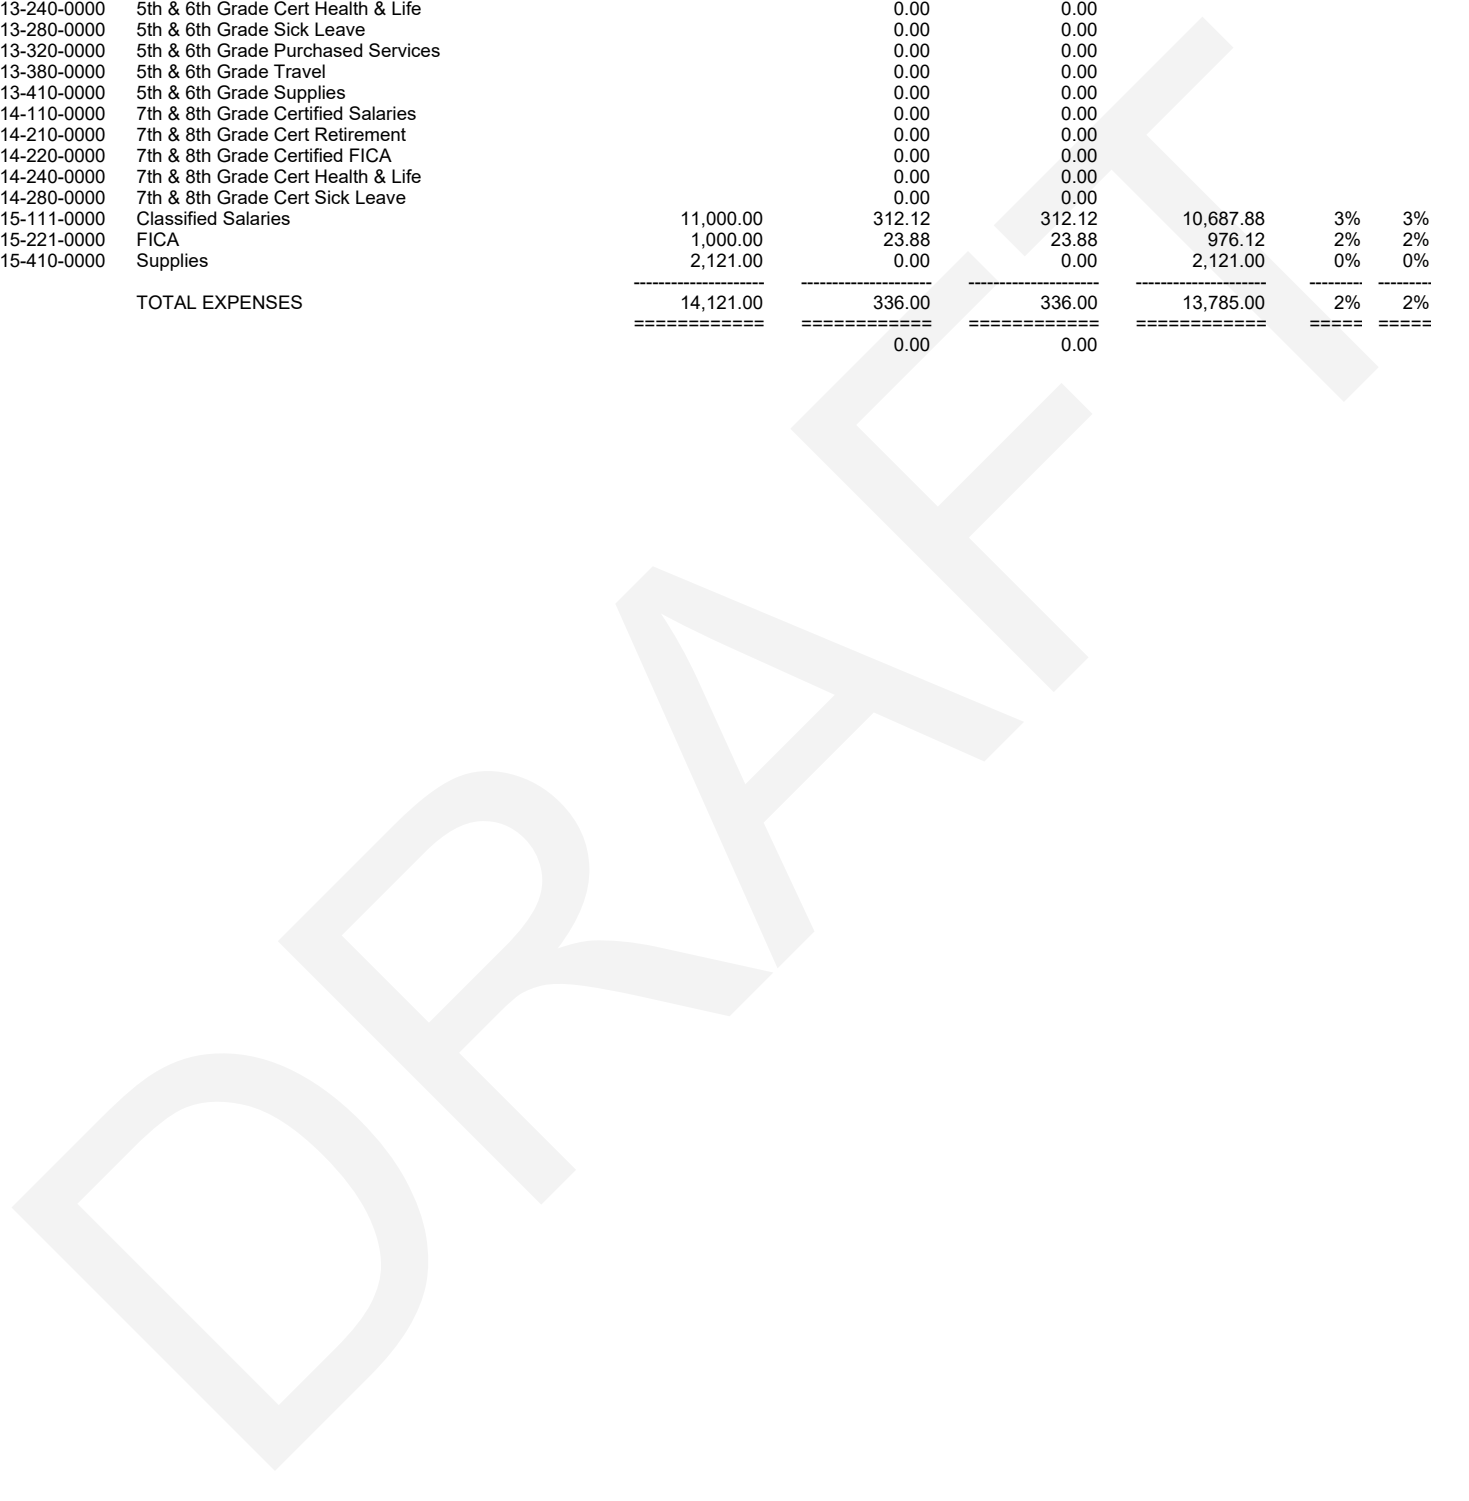 13-240-0000 5th & 6th Grade Cert Health & Life 0.00 0.00
13-280-0000 5th & 6th Grade Sick Leave 0.00 0.00
13-320-0000 5th & 6th Grade Purchased Services 0.00 0.00
13-380-0000 5th & 6th Grade Travel 0.00 0.00
13-410-0000 5th & 6th Grade Supplies 0.00 0.00
14-110-0000 7th & 8th Grade Certified Salaries 0.00 0.00
14-210-0000 7th & 8th Grade Cert Retirement 0.00 0.00
14-220-0000 7th & 8th Grade Certified FICA 0.00 0.00
14-240-0000 7th & 8th Grade Cert Health & Life 0.00 0.00
14-280-0000 7th & 8th Grade Cert Sick Leave 0.00 0.00
15-111-0000 Classified Salaries 11,000.00 312.12 312.12 10,687.88 3% 3%
15-221-0000 FICA 1,000.00 23.88 23.88 976.12 2% 2%
15-410-0000 Supplies 2,121.00 0.00 0.00 2,121.00 0% 0%
--------------------- --------------------- --------------------- --------------------- --------- ---------
TOTAL EXPENSES 14,121.00 336.00 336.00 13,785.00 2% 2%
============ ============ ============ ============ ===== =====
0.00 0.00
DRAFT